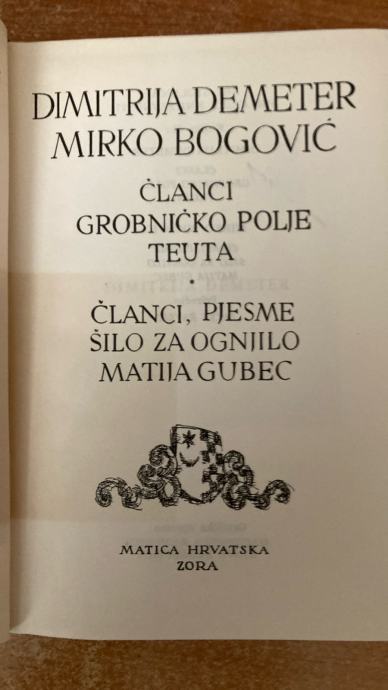 DIMITRIJA DEMETER
MIRKO BOGOVIĆ
ČLANCI
GROBNIČKO POLJE
TEUTA
•
ČLANCI, PJESME
ŠILO ZA OGNJILO
MATIJA GUBEC
MATICA HRVATSKA
ZORA